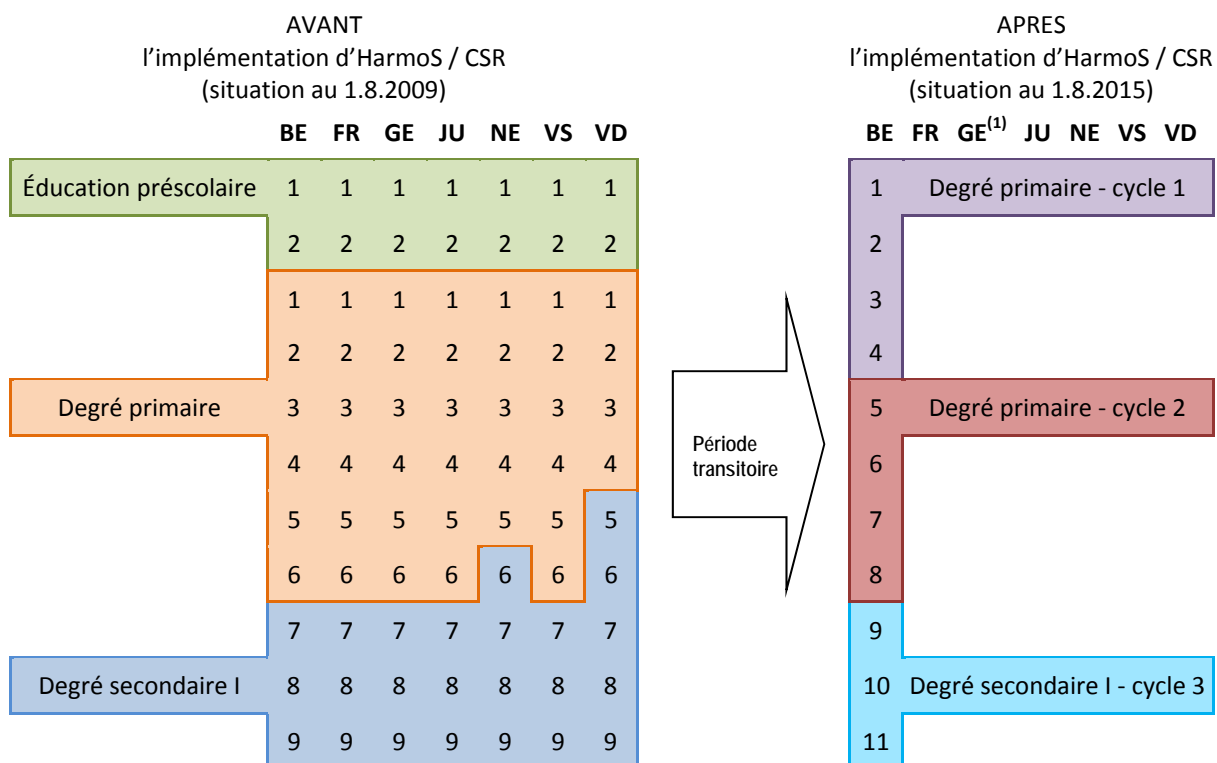 AVANT
l’implémentation d’HarmoS / CSR
(situation au 1.8.2009)
BE FR GE JU NE VS VD
Éducation préscolaire 1 1 1 1 1 1 1
2 2 2 2 2 2 2
1 1 1 1 1 1 1
2 2 2 2 2 2 2
Degré primaire 3 3 3 3 3 3 3
4 4 4 4 4 4 4
5 5 5 5 5 5 5
6 6 6 6 6 6 6
7 7 7 7 7 7 7
Degré secondaire I 8 8 8 8 8 8 8
9 9 9 9 9 9 9
Période
transitoire
APRES
l’implémentation d’HarmoS / CSR
(situation au 1.8.2015)
BE FR GE(1) JU NE VS VD
1 Degré primaire - cycle 1
2
3
4
5 Degré primaire - cycle 2
6
7
8
9
10 Degré secondaire I - cycle 3
11